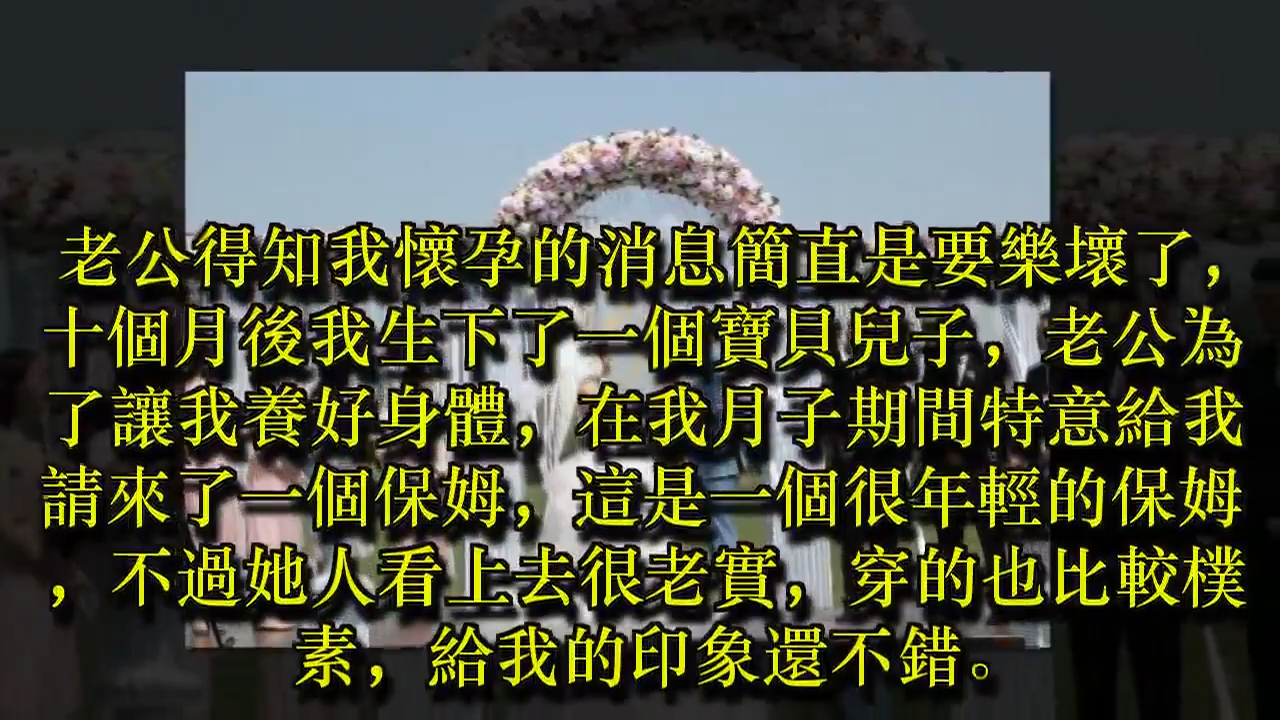 老公得知我懷孕的消息簡直是要樂壞了，
十個月後我生下了一個寶貝兒子，老公為
了讓我養好身體，在我月子期間特意給我
請來了一個保姆，這是一個很年輕的保姆
，不過她人看上去很老實，穿的也比較樸
素，給我的印象還不錯。